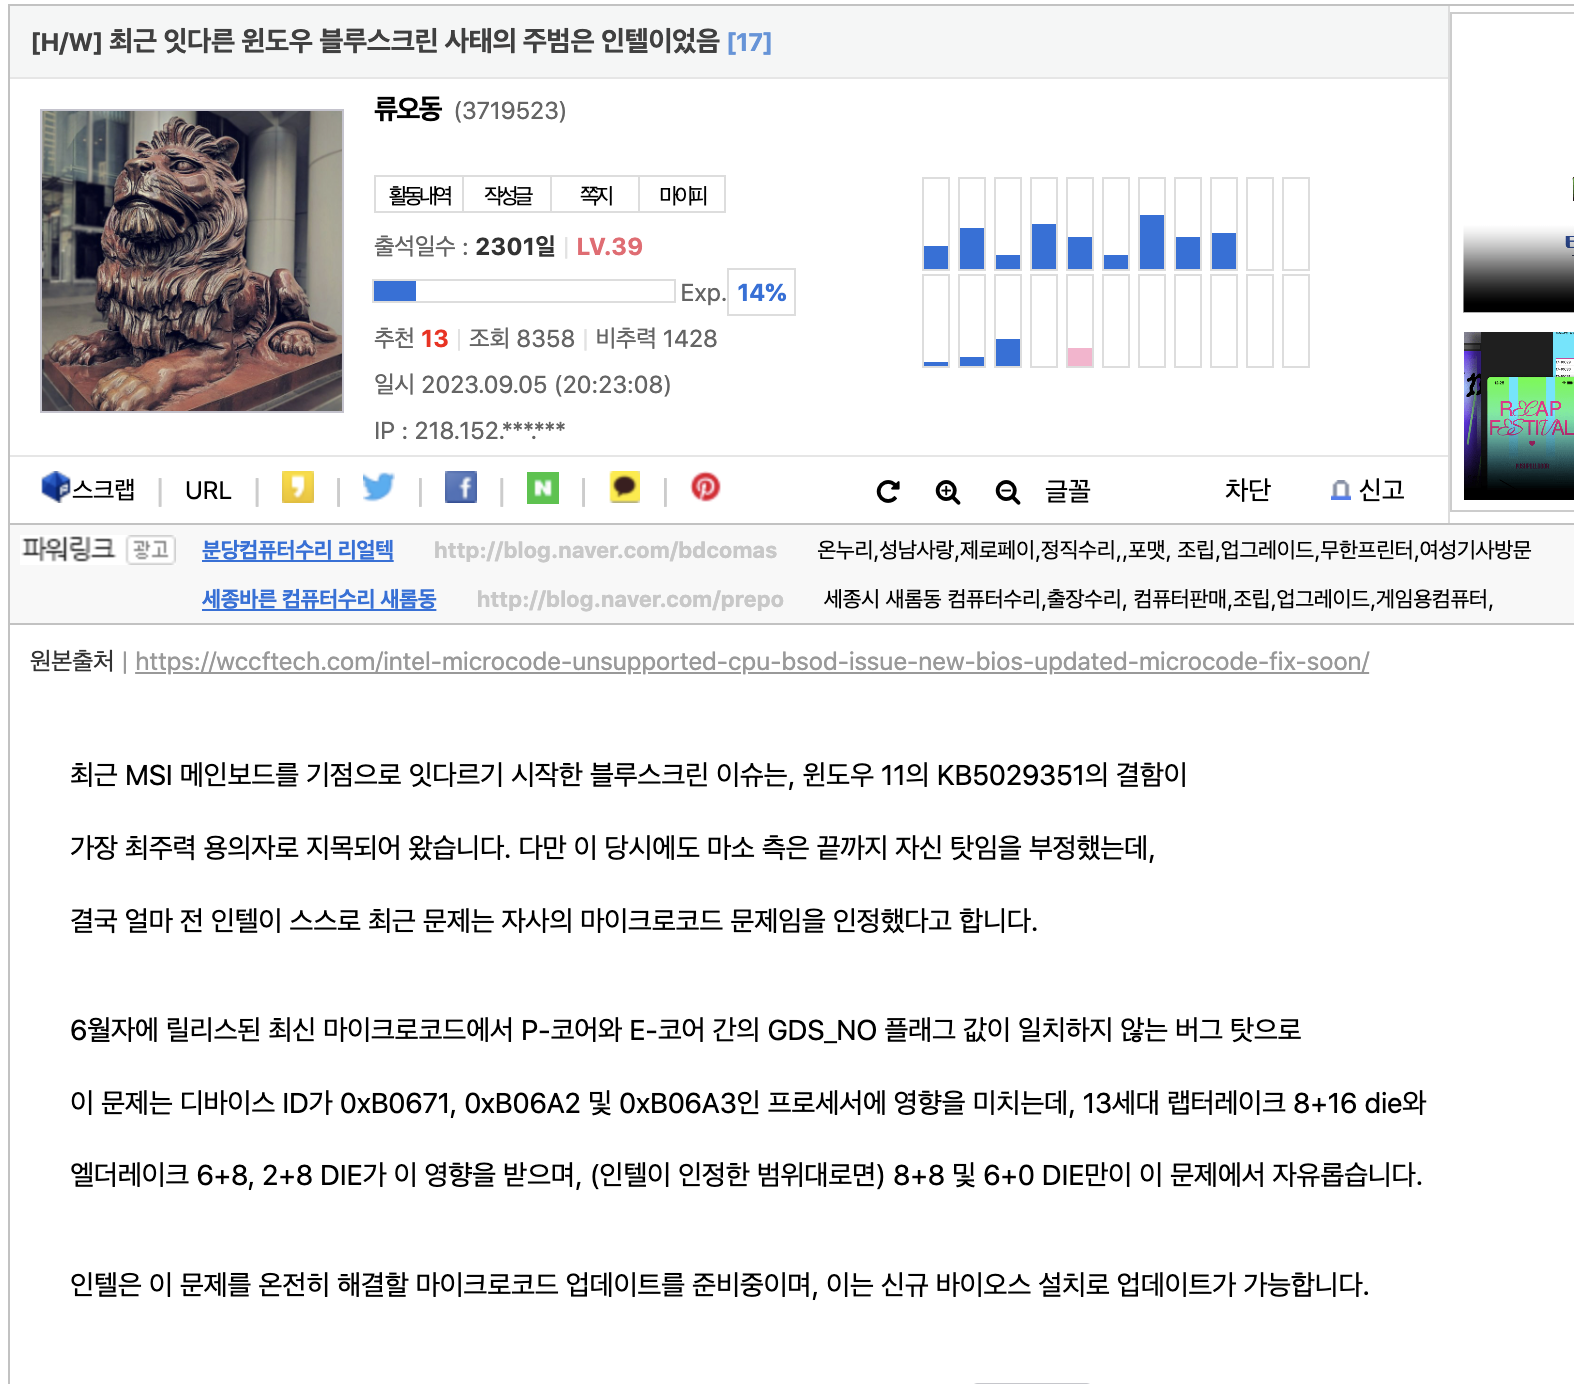 [H/W] 최근 잇다른 윈도우 블루스크린 사태의 주범은 인텔이었음 [17]
류오동 (3719523)
활동내역 작성글 쪽지 마이피
출석일수 : 2301일 | LV.39
Exp. 14%
추천 13 | 조회 8358 | 비추력 1428
일시 2023.09.05 (20:23:08)
IP : 218.152.***.***
스크랩 | URL | | | | | |
글꼴 차단 신고
RECAP
FESTIVAL
파워링크 광고 분당컴퓨터수리 리얼텍 http://blog.naver.com/bdcomas 온누리,성남사랑,제로페이,정직수리,,포맷, 조립,업그레이드,무한프린터,여성기사방문
세종바른 컴퓨터수리 새롬동 http://blog.naver.com/prepo 세종시 새롬동 컴퓨터수리,출장수리, 컴퓨터판매,조립,업그레이드,게임용컴퓨터,
원본출처 | https://wccftech.com/intel-microcode-unsupported-cpu-bsod-issue-new-bios-updated-microcode-fix-soon/
최근 MSI 메인보드를 기점으로 잇다르기 시작한 블루스크린 이슈는, 윈도우 11의 KB5029351의 결함이
가장 최주력 용의자로 지목되어 왔습니다. 다만 이 당시에도 마소 측은 끝까지 자신 탓임을 부정했는데,
결국 얼마 전 인텔이 스스로 최근 문제는 자사의 마이크로코드 문제임을 인정했다고 합니다.
6월자에 릴리스된 최신 마이크로코드에서 P-코어와 E-코어 간의 GDS_NO 플래그 값이 일치하지 않는 버그 탓으로
이 문제는 디바이스 ID가 0xB0671, 0xB06A2 및 0xB06A3인 프로세서에 영향을 미치는데, 13세대 랩터레이크 8+16 die와
엘더레이크 6+8, 2+8 DIE가 이 영향을 받으며, (인텔이 인정한 범위대로면) 8+8 및 6+0 DIE만이 이 문제에서 자유롭습니다.
인텔은 이 문제를 온전히 해결할 마이크로코드 업데이트를 준비중이며, 이는 신규 바이오스 설치로 업데이트가 가능합니다.